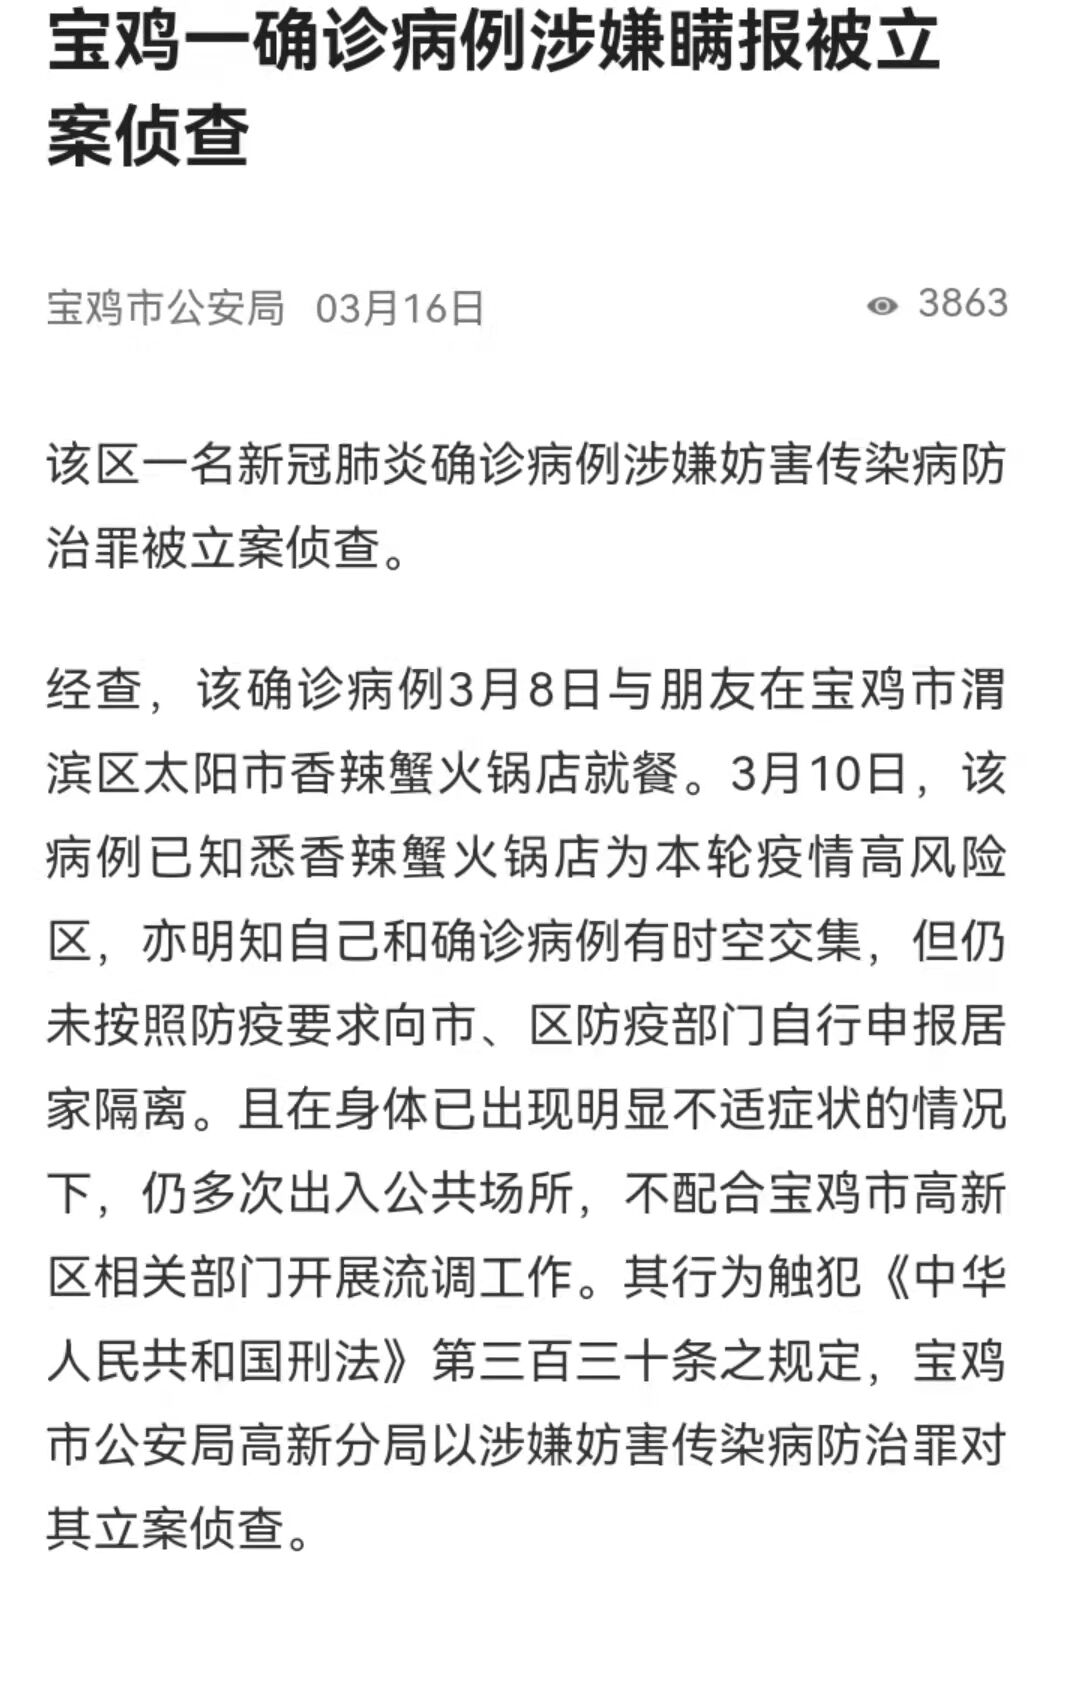 宝鸡一确诊病例涉嫌瞒报被立
案侦查
宝鸡市公安局 03月16日 3863
该区一名新冠肺炎确诊病例涉嫌妨害传染病防
治罪被立案侦查。
经查，该确诊病例3月8日与朋友在宝鸡市渭
滨区太阳市香辣蟹火锅店就餐。3月10日，该
病例已知悉香辣蟹火锅店为本轮疫情高风险
区，亦明知自己和确诊病例有时空交集，但仍
未按照防疫要求向市、区防疫部门自行申报居
家隔离。且在身体已出现明显不适症状的情况
下，仍多次出入公共场所，不配合宝鸡市高新
区相关部门开展流调工作。其行为触犯《中华
人民共和国刑法》第三百三十条之规定，宝鸡
市公安局高新分局以涉嫌妨害传染病防治罪对
其立案侦查。